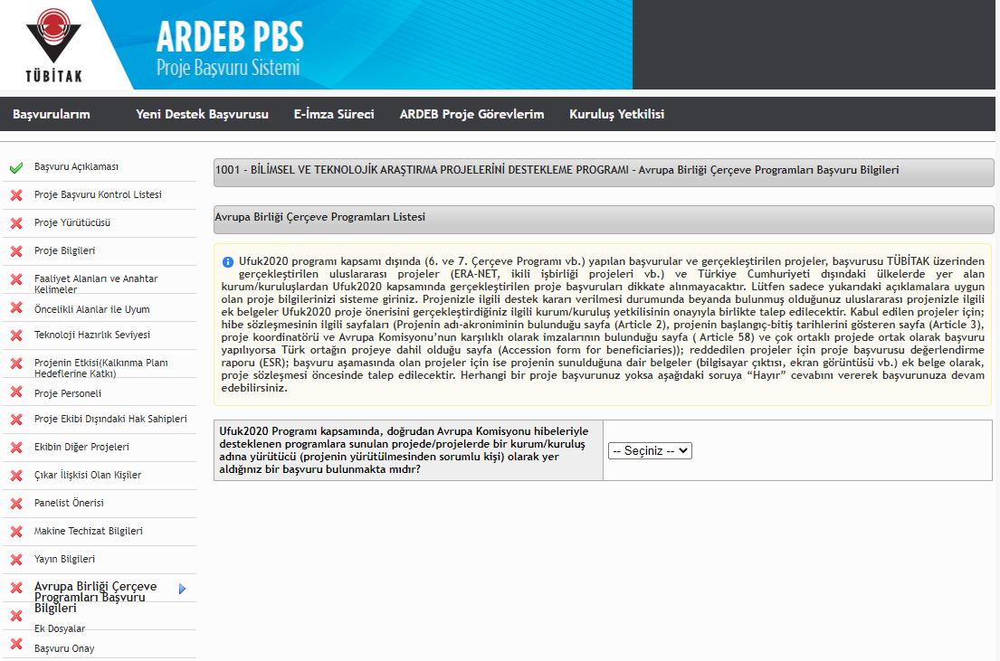 TÜBİTAK
ARDEB PBS
Proje Başvuru Sistemi
Başvurularım
Yeni Destek Başvurusu
E-İmza Süreci
ARDEB Proje Görevlerim
Kuruluş Yetkilisi
Başvuru Açıklaması
Proje Başvuru Kontrol Listesi
Proje Yürütücüsü
Proje Bilgileri
Faaliyet Alanları ve Anahtar
Kelimeler
Öncelikli Alanlar ile Uyum
Teknoloji Hazırlık Seviyesi
Projenin Etkisi(Kalkınma Planı
Hedeflerine Katkı)
Proje Personeli
Proje Ekibi Dışındaki Hak Sahipleri
Ekibin Diğer Projeleri
Çıkar İlişkisi Olan Kişiler
Panelist Önerisi
Makine Techizat Bilgileri
Yayın Bilgileri
Avrupa Birliği Çerçeve
Programları Başvuru
Bilgileri
Ek Dosyalar
Başvuru Onay
1001 - BİLİMSEL VE TEKNOLOJİK ARAŞTIRMA PROJELERİNİ DESTEKLEME PROGRAMI - Avrupa Birliği Çerçeve Programları Başvuru Bilgileri
Avrupa Birliği Çerçeve Programları Listesi
Ufuk2020 programı kapsamı dışında (6. ve 7. Çerçeve Programı vb.) yapılan başvurular ve gerçekleştirilen projeler, başvurusu TÜBİTAK üzerinden
gerçekleştirilen uluslararası projeler (ERA-NET, ikili işbirliği projeleri vb.) ve Türkiye Cumhuriyeti dışındaki ülkelerde yer alan
kurum/kuruluşlardan Ufuk2020 kapsamında gerçekleştirilen proje başvuruları dikkate alınmayacaktır. Lütfen sadece yukarıdaki açıklamalara uygun
olan proje bilgilerinizi sisteme giriniz. Projenizle ilgili destek kararı verilmesi durumunda beyanda bulunmuş olduğunuz uluslararası projenizle ilgili
ek belgeler Ufuk2020 proje önerisini gerçekleştirdiğiniz ilgili kurum/kuruluş yetkilisinin onayıyla birlikte talep edilecektir. Kabul edilen projeler için;
hibe sözleşmesinin ilgili sayfaları (Projenin adı-akroniminin bulunduğu sayfa (Article 2), projenin başlangıç-bitiş tarihlerini gösteren sayfa (Article 3),
proje koordinatörü ve Avrupa Komisyonu’nun karşılıklı olarak imzalarının bulunduğu sayfa ( Article 58) ve çok ortaklı projede ortak olarak başvuru
yapılıyorsa Türk ortağın projeye dahil olduğu sayfa (Accession form for beneficiaries)); reddedilen projeler için proje başvurusu değerlendirme
raporu (ESR); başvuru aşamasında olan projeler için ise projenin sunulduğuna dair belgeler (bilgisayar çıktısı, ekran görüntüsü vb.) ek belge olarak,
proje sözleşmesi öncesinde talep edilecektir. Herhangi bir proje başvurunuz yoksa aşağıdaki soruya “Hayır” cevabını vererek başvurunuza devam
edebilirsiniz.
Ufuk2020 Programı kapsamında, doğrudan Avrupa Komisyonu hibeleriyle
desteklenen programlara sunulan projede/projelerde bir kurum/kuruluş
adına yürütücü (projenin yürütülmesinden sorumlu kişi) olarak yer
aldığınız bir başvuru bulunmakta mıdır?
-- Seçiniz --